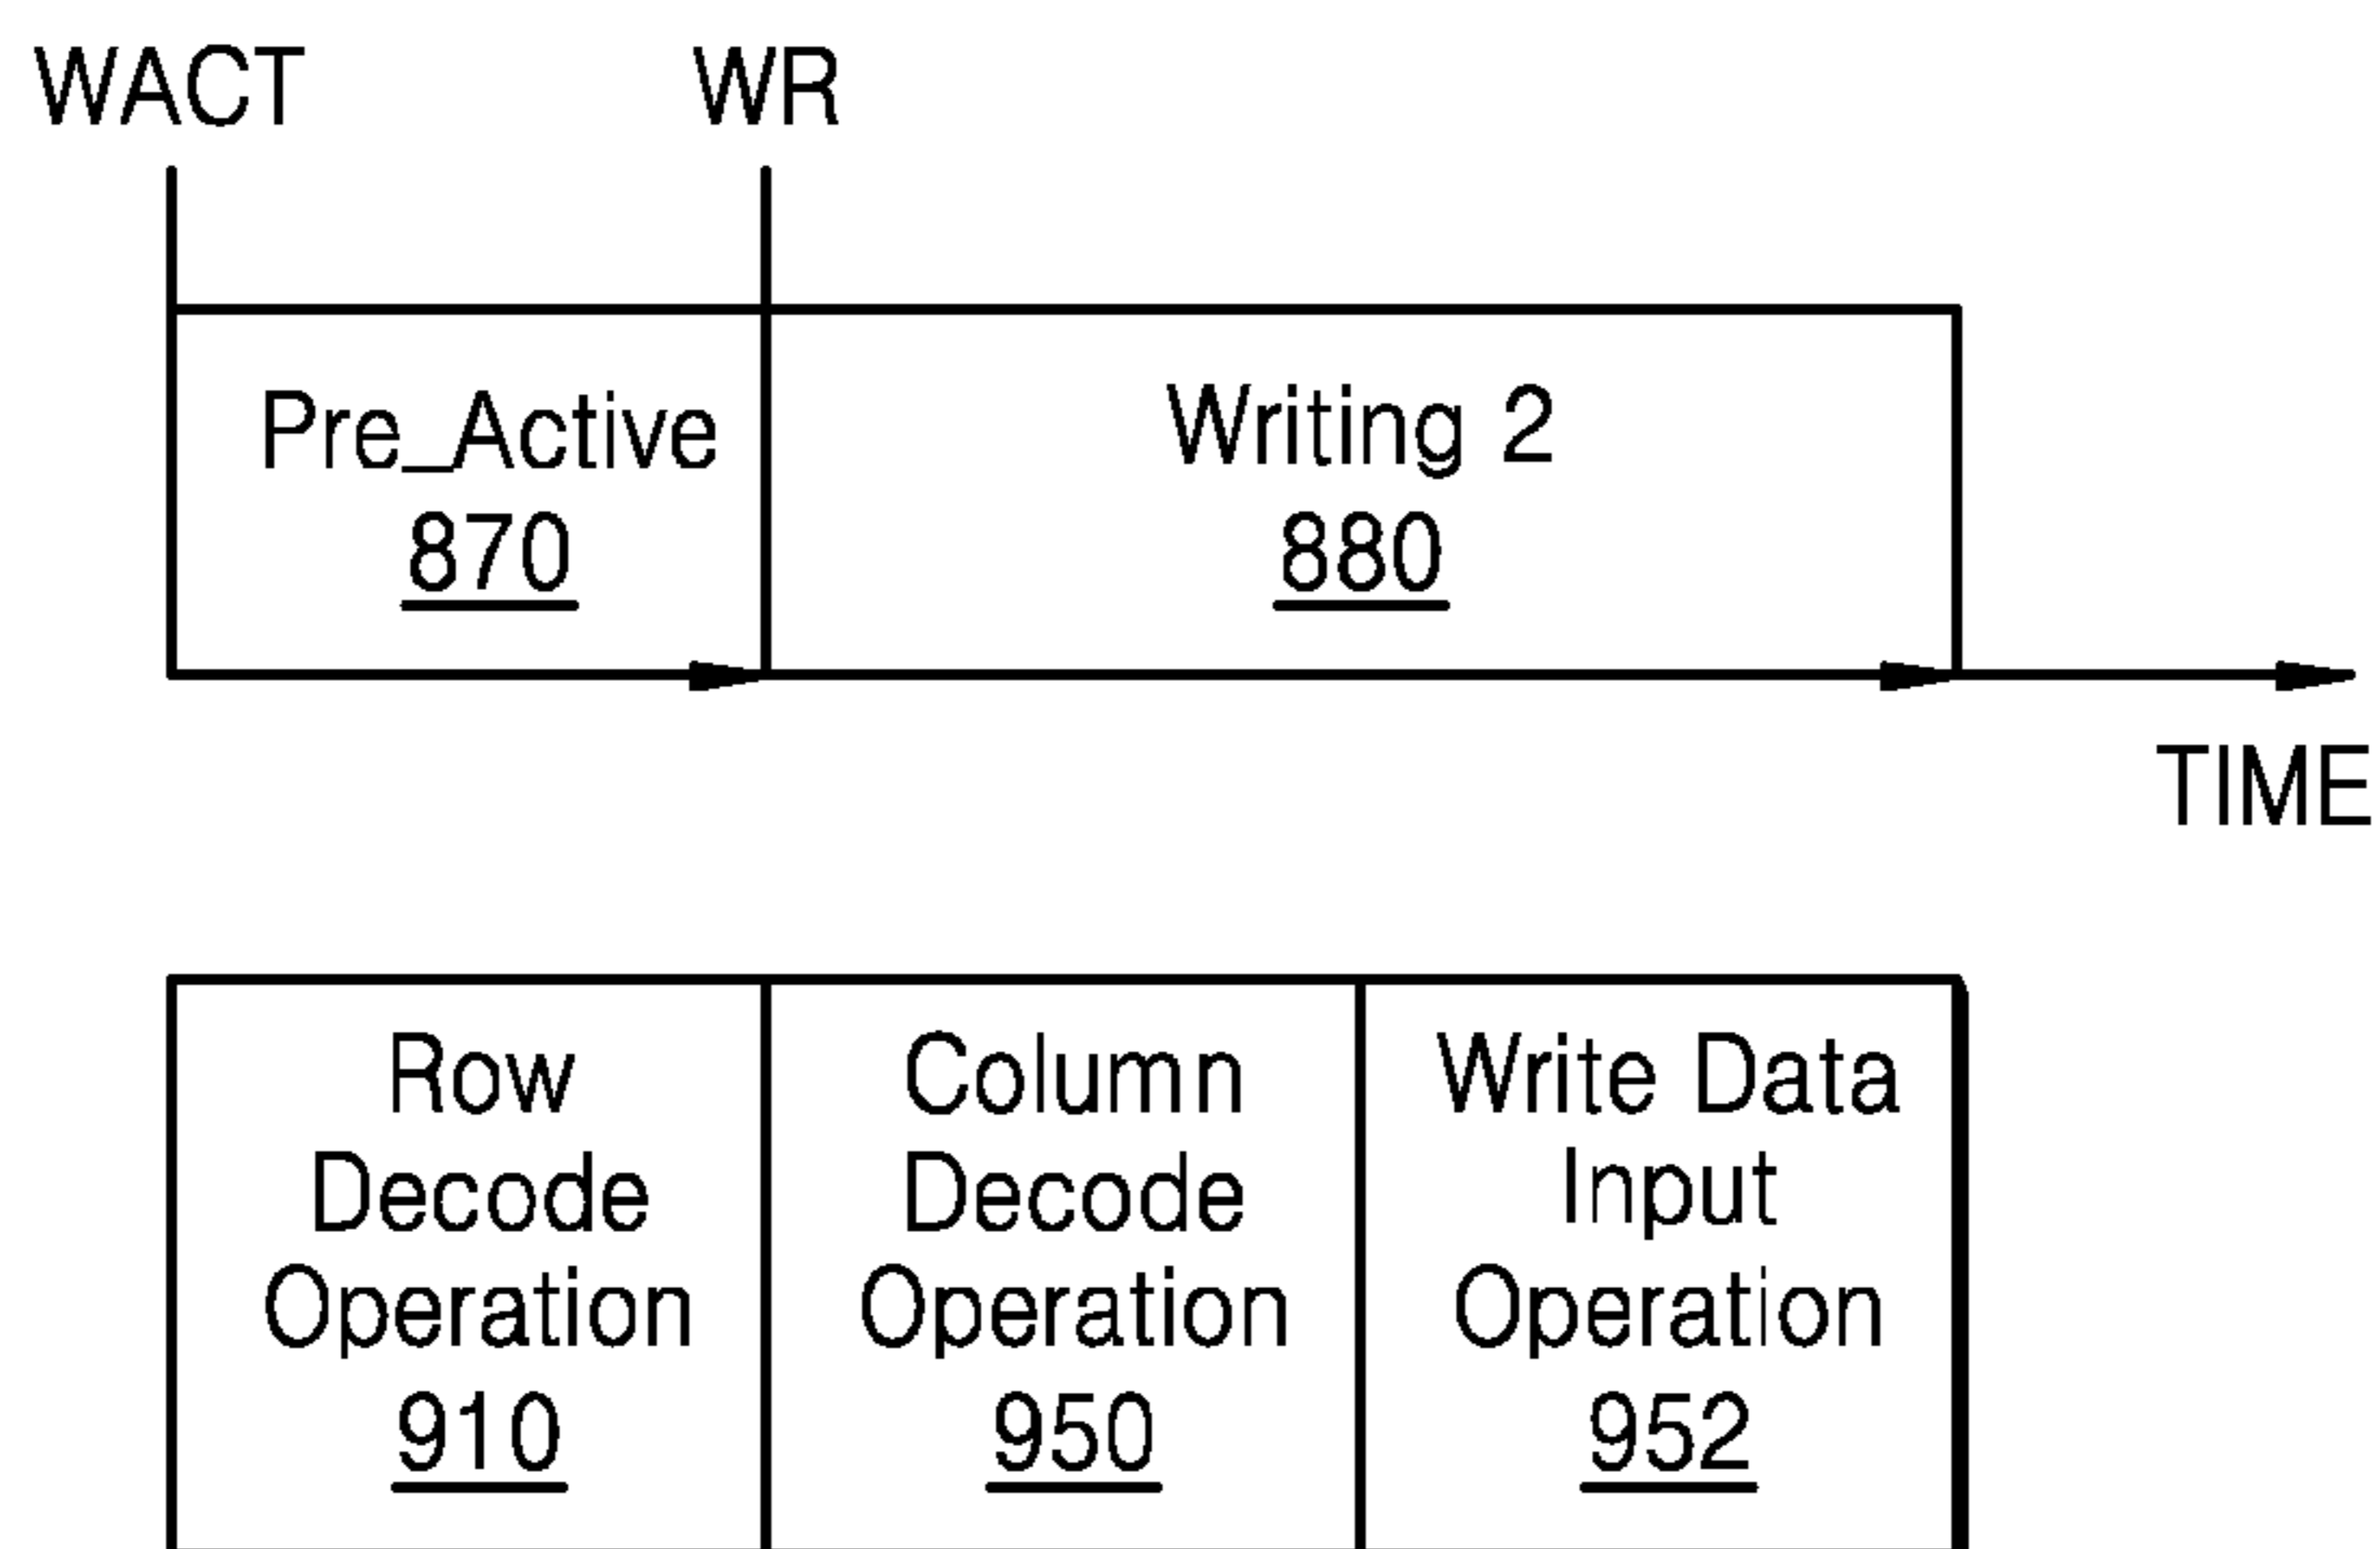 WACT WR
Pre_Active
870
Writing 2
880
TIME
Row
Decode
Operation
910
Column
Decode
Operation
950
Write Data
Input
Operation
952